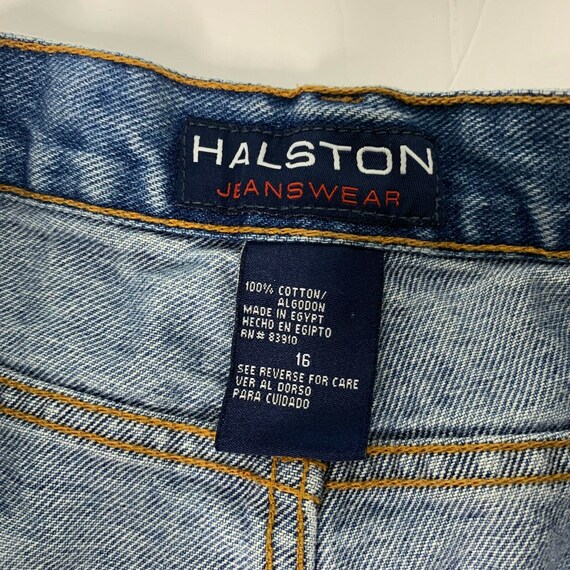 HALSTON
JEANSWEAR
100% COTTON/
ALGODON
MADE IN EGYPT
HECHO EN EGIPTO
RN# 83910
16
SEE REVERSE FOR CARE
VER AL DORSO
PARA CUIDADO